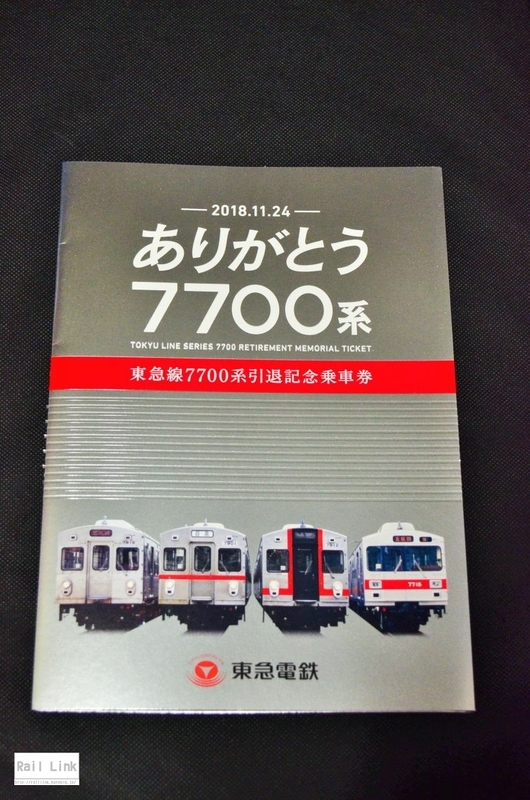 2018.11.24
ありがとう
7700系
TOKYU LINE SERIES 7700 RETIREMENT MEMORIAL TICKET
東急線7700系引退記念乗車券
7715
東急電鉄
Rail Link